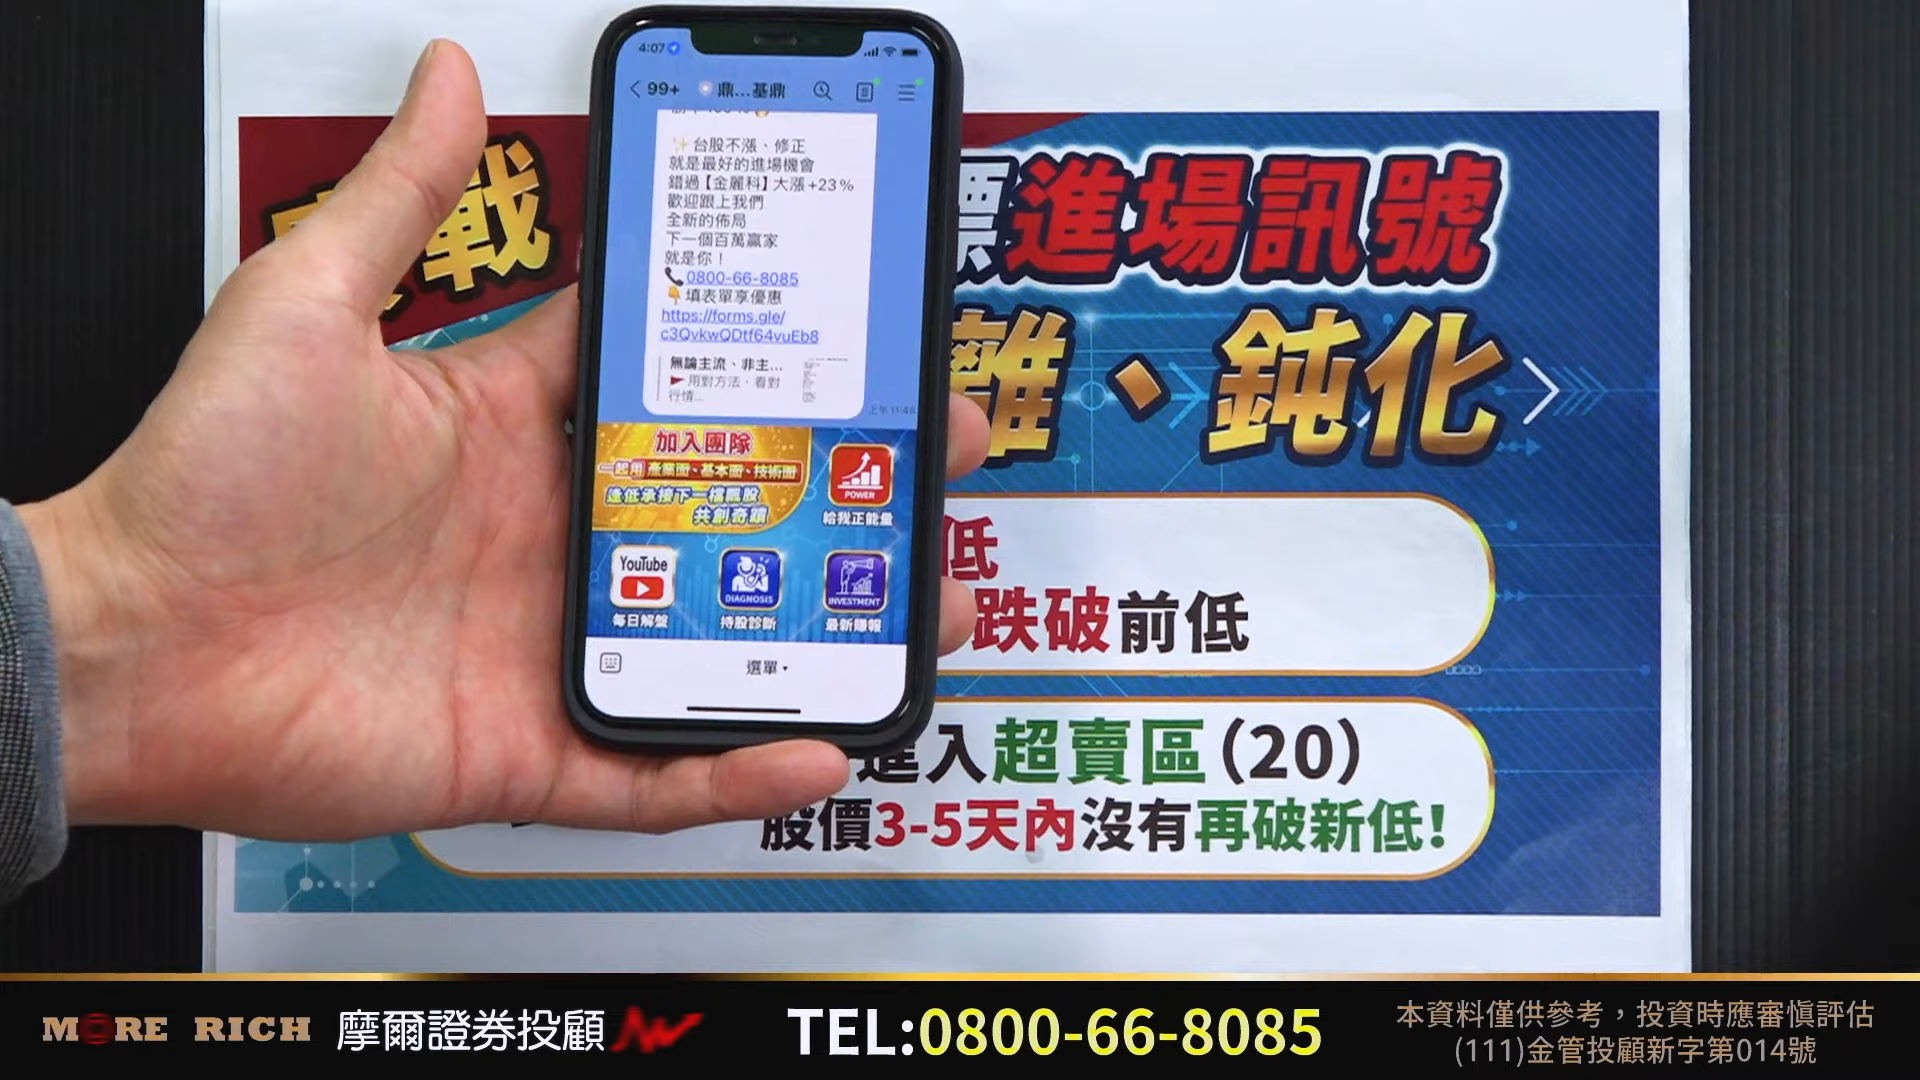 4:07
99+
鼎...基鼎
✨台股不漲、修正
就是最好的進場機會
錯過【金麗科】大漲+23%
歡迎跟上我們
全新的佈局
下一個百萬贏家
就是你！
📞0800-66-8085
👇填表單享優惠
https://forms.gle/
c3QvkwQDtf64vuEb8
無論主流、非主...
用對方法、看對
行情...
加入團隊
一起用 產業面、基本面、技術面
逢低承接下一檔飆股
共創奇蹟
POWER
給我正能量
YouTube
每日解盤
DIAGNOSIS
持股診斷
INVESTMENT
最新賺報
選單
戰
標進場訊號
離、鈍化
低
跌破前低
進入超賣區(20)
股價3-5天內沒有再破新低!
MORE RICH 摩爾證券投顧
TEL:0800-66-8085
本資料僅供參考，投資時應審慎評估
(111)金管投顧新字第014號